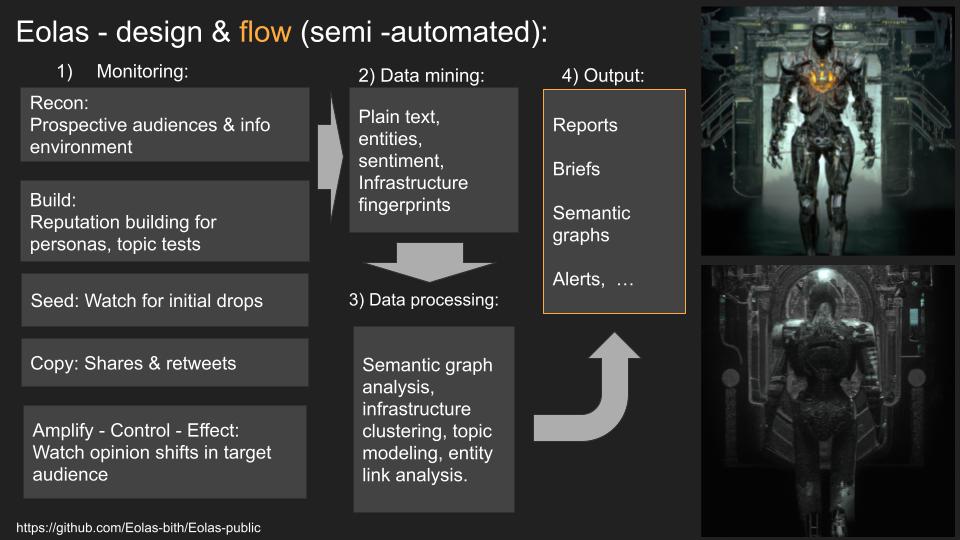 Eolas - design & flow (semi -automated):
1) Monitoring:
Recon:
Prospective audiences & info
environment
Build:
Reputation building for
personas, topic tests
Seed: Watch for initial drops
Copy: Shares & retweets
Amplify - Control - Effect:
Watch opinion shifts in target
audience
2) Data mining:
Plain text,
entities,
sentiment,
Infrastructure
fingerprints
3) Data processing:
Semantic graph
analysis,
infrastructure
clustering, topic
modeling, entity
link analysis.
4) Output:
Reports
Briefs
Semantic
graphs
Alerts, …
https://github.com/Eolas-bith/Eolas-public